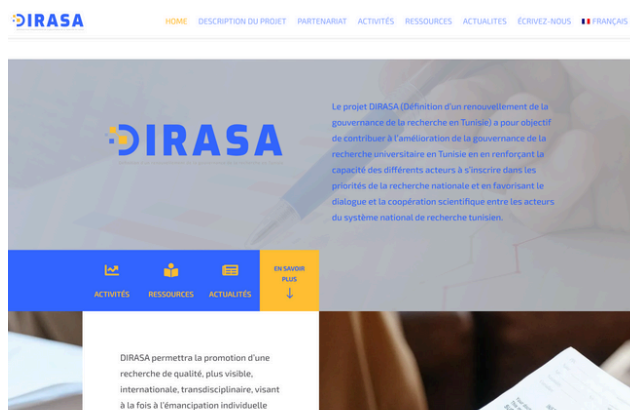 DIRASA
HOME DESCRIPTION DU PROJET PARTENARIAT ACTIVITÉS RESSOURCES ACTUALITES ÉCRIVEZ-NOUS FRANÇAIS
DIRASA
Le projet DIRASA (Définition d'un renouvellement de la
gouvernance de la recherche en Tunisie) a pour objectif
de contribuer à l'amélioration de la gouvernance de la
recherche universitaire en Tunisie en en renforçant la
capacité des différents acteurs à s'inscrire dans les
priorités de la recherche nationale et en favorisant le
dialogue et la coopération scientifique entre les acteurs
du système national de recherche tunisien.
ACTIVITÉS RESSOURCES ACTUALITÉS
EN SAVOIR
PLUS
DIRASA permettra la promotion d'une
recherche de qualité, plus visible,
internationale, transdisciplinaire, visant
à la fois à l'émancipation individuelle